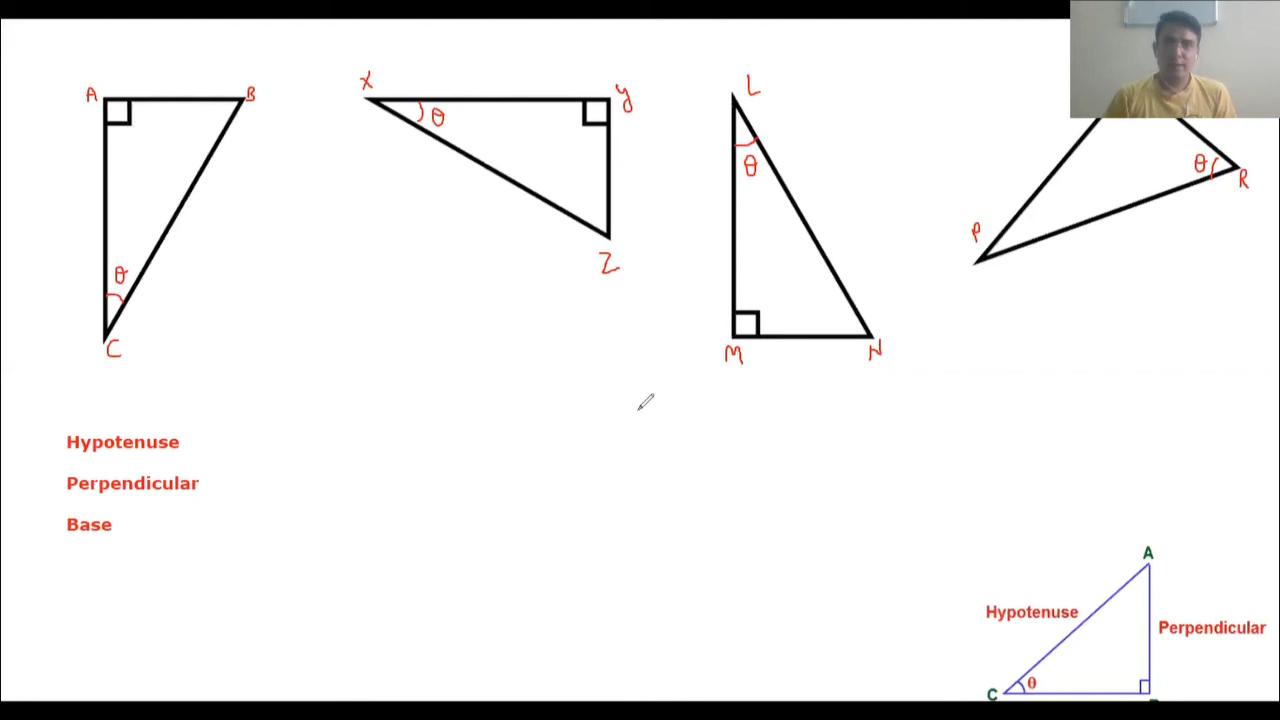 A
B
X
y
L
θ
θ
θ
θ
R
P
Z
C
M
N
Hypotenuse
Perpendicular
Base
A
Hypotenuse
Perpendicular
θ
C